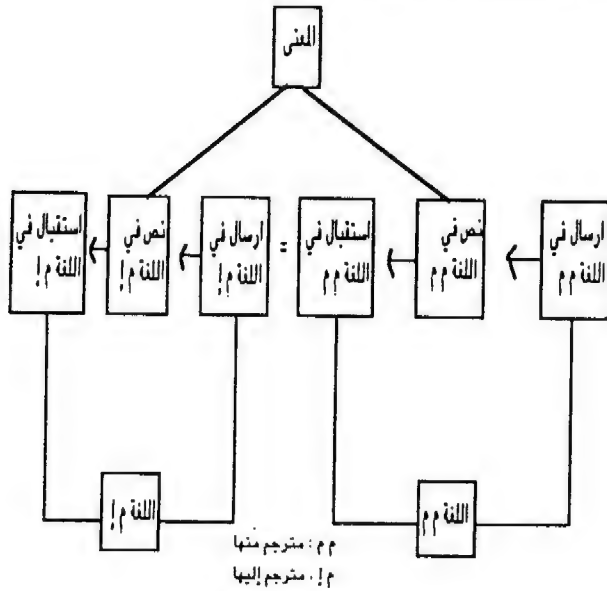 المعنى
ارسال في
اللغة م م
نص في
اللغة م م
استقبال في
اللغة م م
=
ارسال في
اللغة م إ
نص في
اللغة م إ
استقبال في
اللغة م إ
اللغة م م
اللغة م إ
م م : مترجم منها
م إ . مترجم إليها